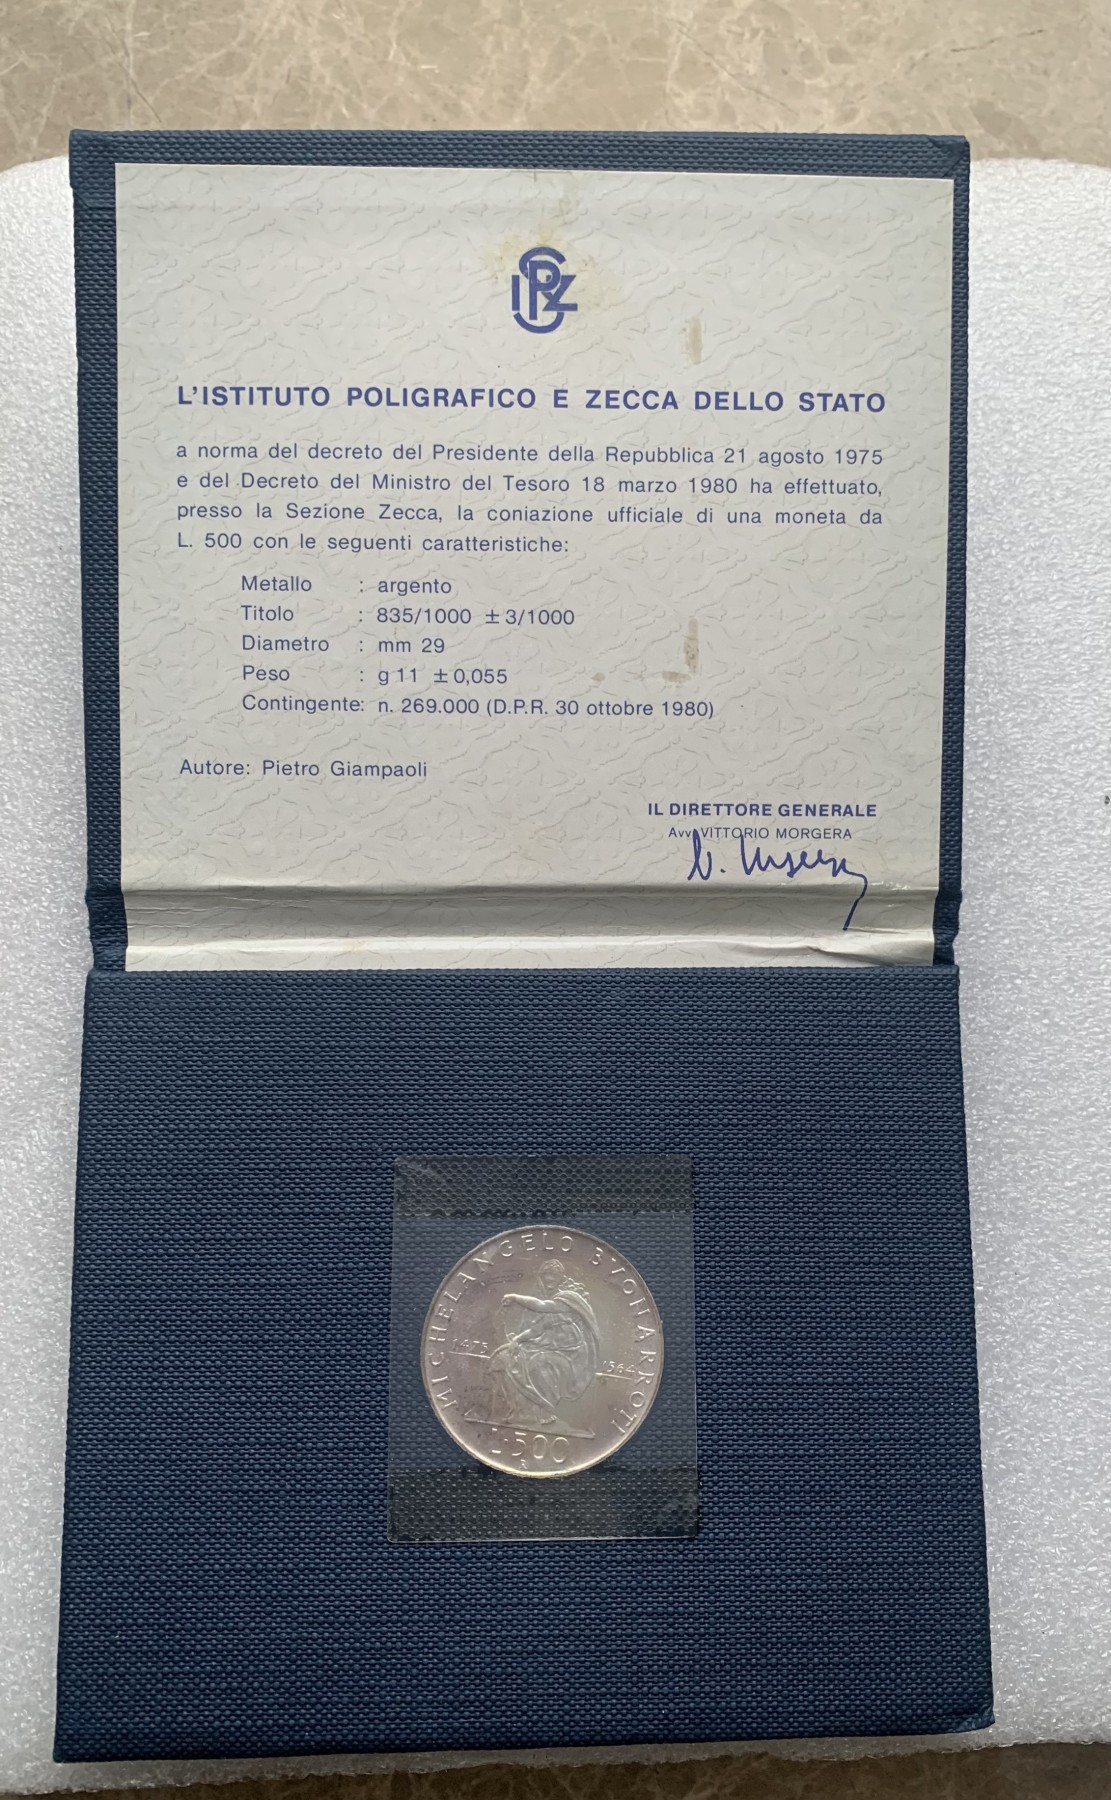 IPSZ
L'ISTITUTO POLIGRAFICO E ZECCA DELLO STATO
a norma del decreto del Presidente della Repubblica 21 agosto 1975
e del Decreto del Ministro del Tesoro 18 marzo 1980 ha effettuato,
presso la Sezione Zecca, la coniazione ufficiale di una moneta da
L. 500 con le seguenti caratteristiche:
Metallo : argento
Titolo : 835/1000 ± 3/1000
Diametro : mm 29
Peso : g 11 ± 0,055
Contingente: n. 269.000 (D.P.R. 30 ottobre 1980)
Autore: Pietro Giampaoli
IL DIRETTORE GENERALE
Avv. VITTORIO MORGERA
V. Morgera
MICHELANGELO BVONARROTI
1475
1564
L·500
R